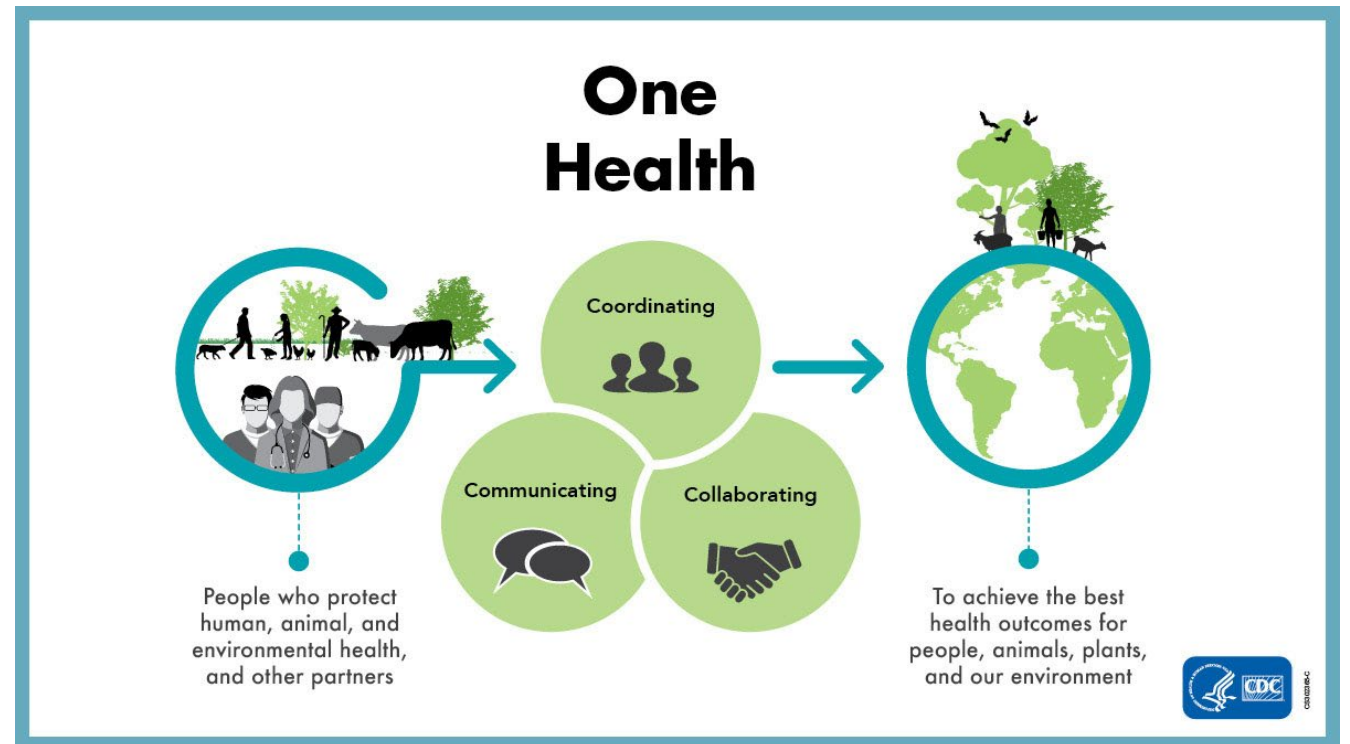 One
Health
Coordinating
Communicating
Collaborating
People who protect
human, animal, and
environmental health,
and other partners
To achieve the best
health outcomes for
people, animals, plants,
and our environment
CDC